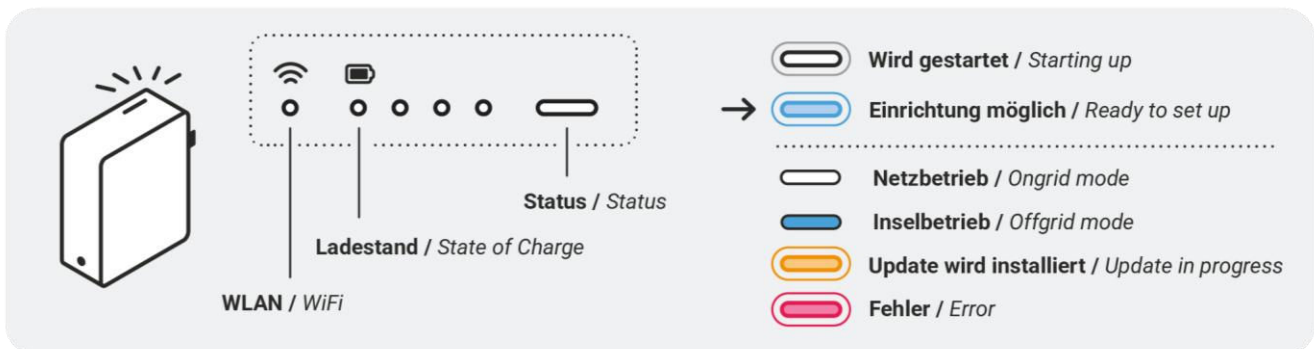 Status / Status
Ladestand / State of Charge
WLAN / WiFi
Wird gestartet / Starting up
Einrichtung möglich / Ready to set up
Netzbetrieb / Ongrid mode
Inselbetrieb / Offgrid mode
Update wird installiert / Update in progress
Fehler / Error